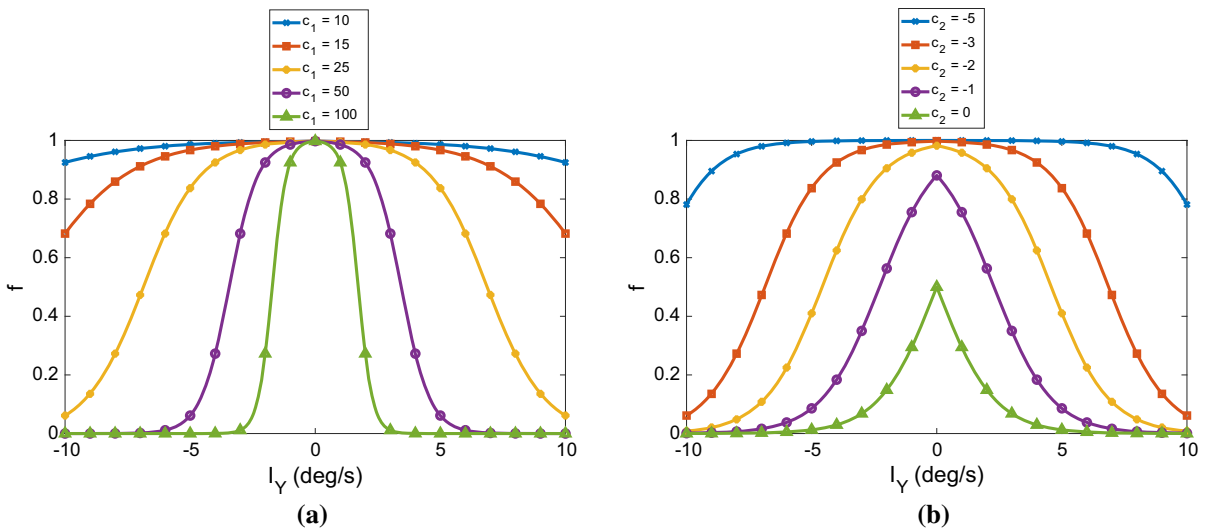 c1 = 10
c1 = 15
c1 = 25
c1 = 50
c1 = 100
1
0.8
0.6
0.4
0.2
0
f
-10 -5 0 5 10
IY (deg/s)
(a)
c2 = -5
c2 = -3
c2 = -2
c2 = -1
c2 = 0
1
0.8
0.6
0.4
0.2
0
f
-10 -5 0 5 10
IY (deg/s)
(b)